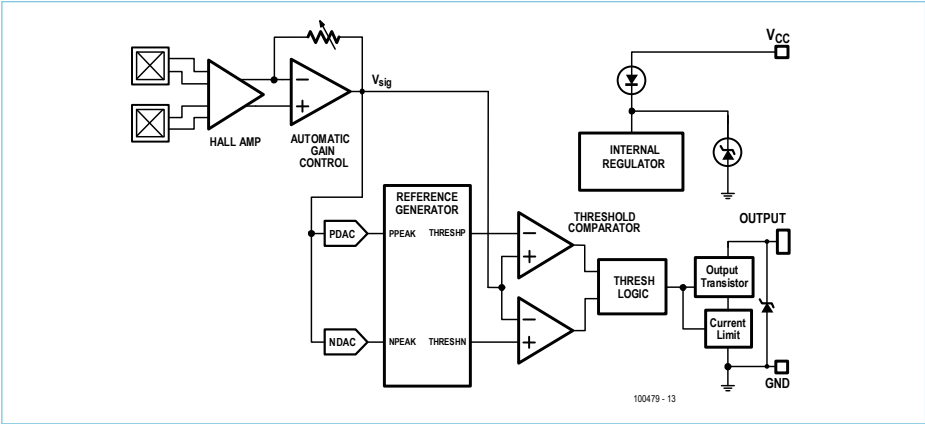 VCC
Vsig
HALL AMP
AUTOMATIC
GAIN
CONTROL
INTERNAL
REGULATOR
REFERENCE
GENERATOR
PDAC
PPEAK
THRESHP
NDAC
NPEAK
THRESHN
THRESHOLD
COMPARATOR
THRESH
LOGIC
OUTPUT
Output
Transistor
Current
Limit
GND
100479 - 13